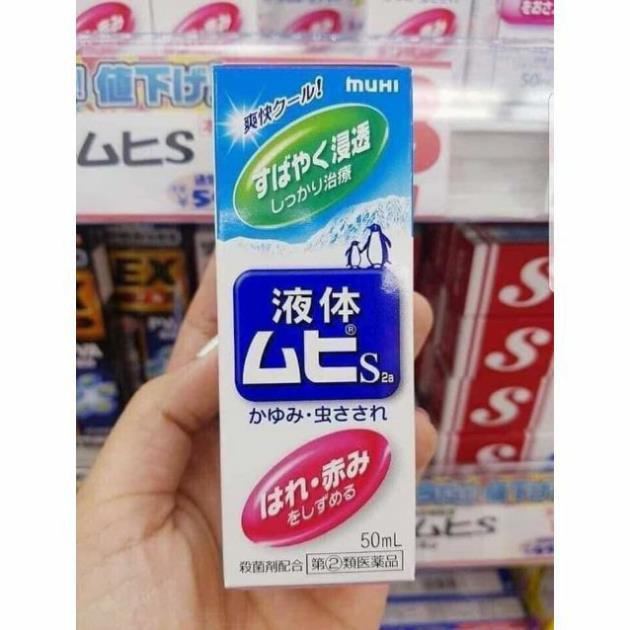 値下げ
ムヒS
muHI
爽快クール!
すばやく浸透
しっかり治療
液体
ムヒ®S2a
かゆみ・虫さされ
はれ・赤み
をしずめる
50mL
殺菌剤配合 第②類医薬品
EX
S
S
S
ムヒS